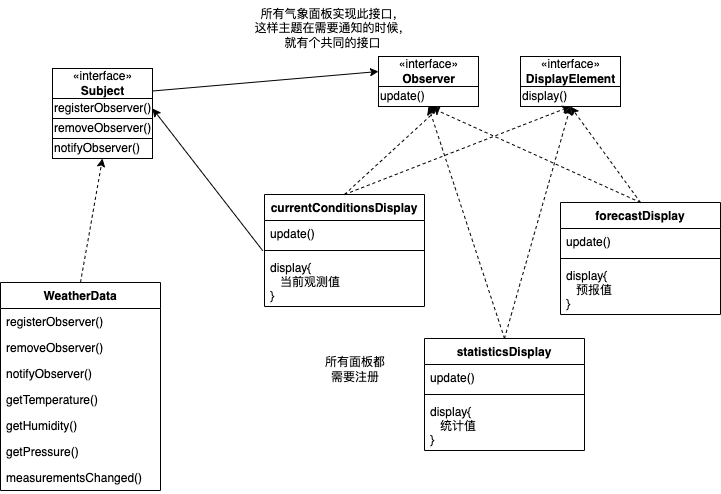 所有气象面板实现此接口，
这样主题在需要通知的时候，
就有个共同的接口
«interface»
Subject
registerObserver()
removeObserver()
notifyObserver()
«interface»
Observer
update()
«interface»
DisplayElement
display()
currentConditionsDisplay
update()
display{
当前观测值
}
forecastDisplay
update()
display{
预报值
}
WeatherData
registerObserver()
removeObserver()
notifyObserver()
getTemperature()
getHumidity()
getPressure()
measurementsChanged()
所有面板都
需要注册
statisticsDisplay
update()
display{
统计值
}